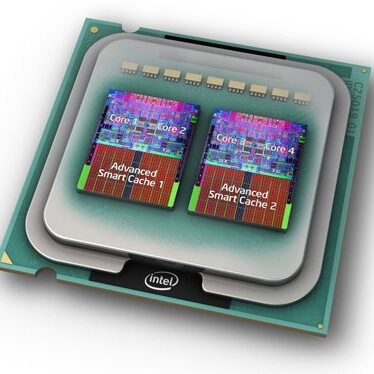 Core 1 Core 2
Core 3 Core 4
Advanced
Smart Cache 1
Advanced
Smart Cache 2
intel